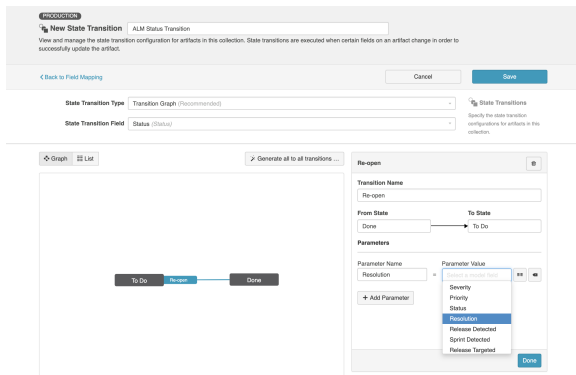 PRODUCTION
New State Transition
ALM Status Transition
View and manage the state transition configuration for artifacts in this collection. State transitions are executed when certain fields on an artifact change in order to
successfully update the artifact.
Back to Field Mapping
Cancel
Save
State Transition Type
Transition Graph (Recommended)
State Transition Field
Status (Status)
State Transitions
Specify the state transition
configurations for artifacts in this
collection.
Graph
List
Generate all to all transitions ...
To Do
Re-open
Done
Re-open
Transition Name
Re-open
From State
To State
Done
To Do
Parameters
Parameter Name
Parameter Value
Resolution
=
Select a model field
+ Add Parameter
Severity
Priority
Status
Resolution
Release Detected
Sprint Detected
Release Targeted
Done